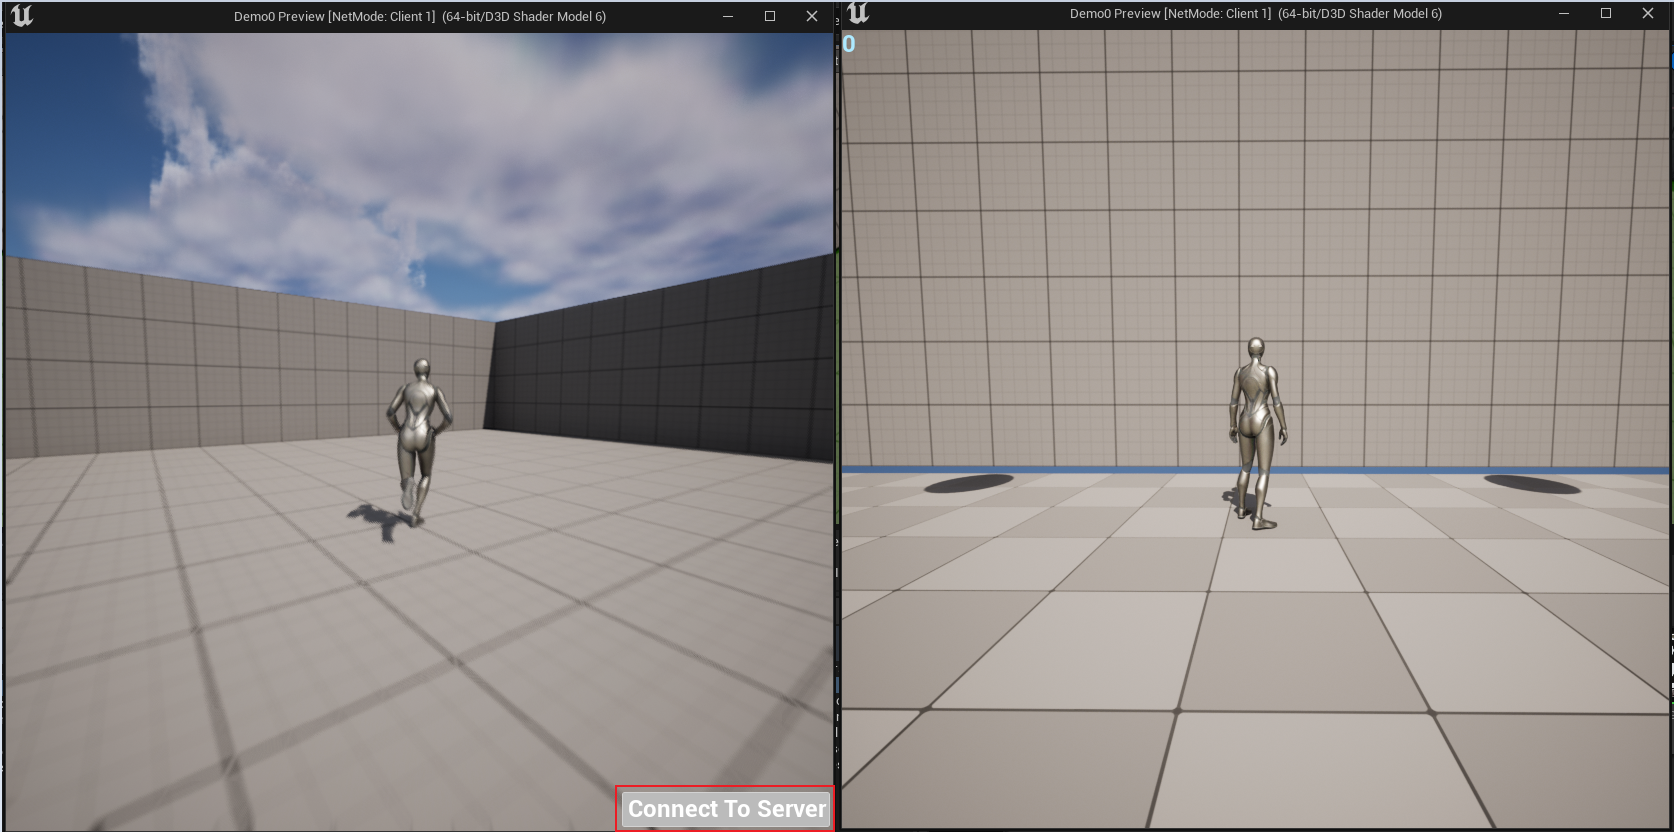 Demo0 Preview [NetMode: Client 1] (64-bit/D3D Shader Model 6)
Connect To Server
Demo0 Preview [NetMode: Client 1] (64-bit/D3D Shader Model 6)
0